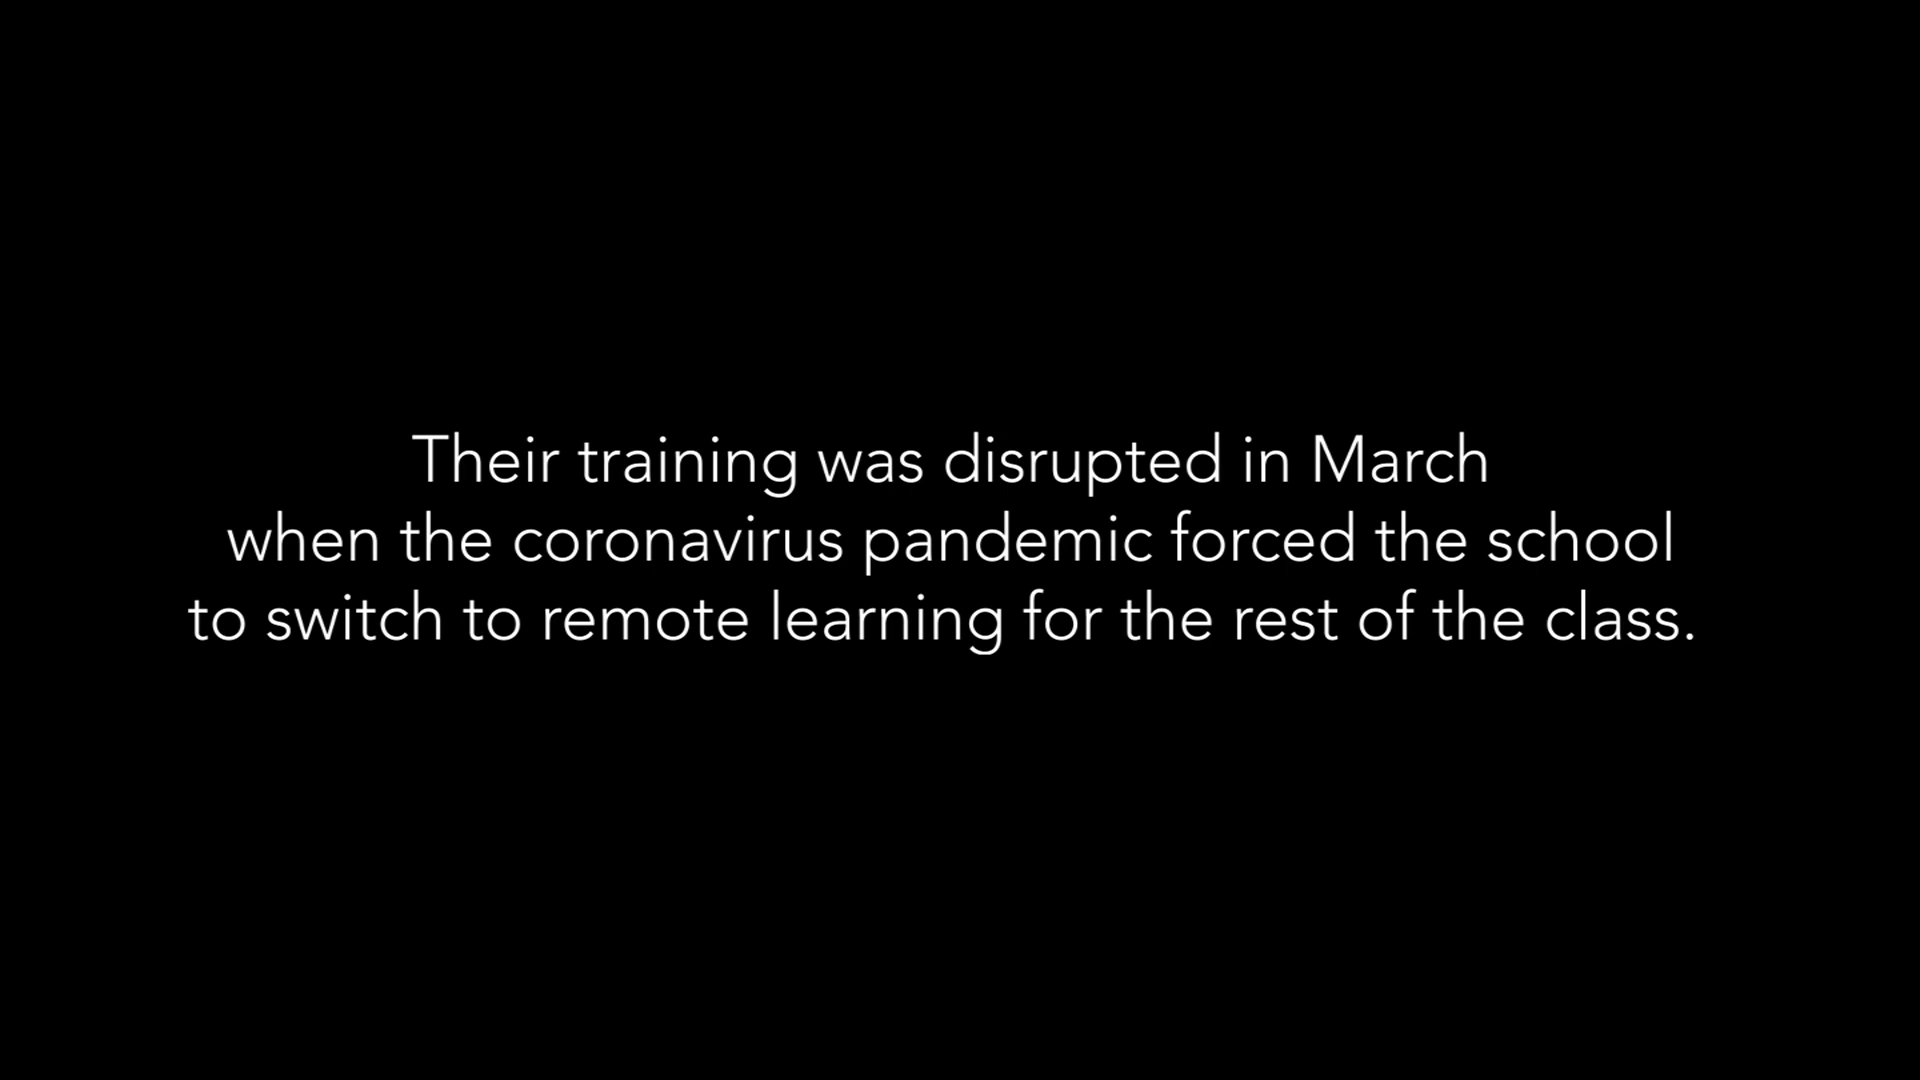 Their training was disrupted in March
when the coronavirus pandemic forced the school
to switch to remote learning for the rest of the class.